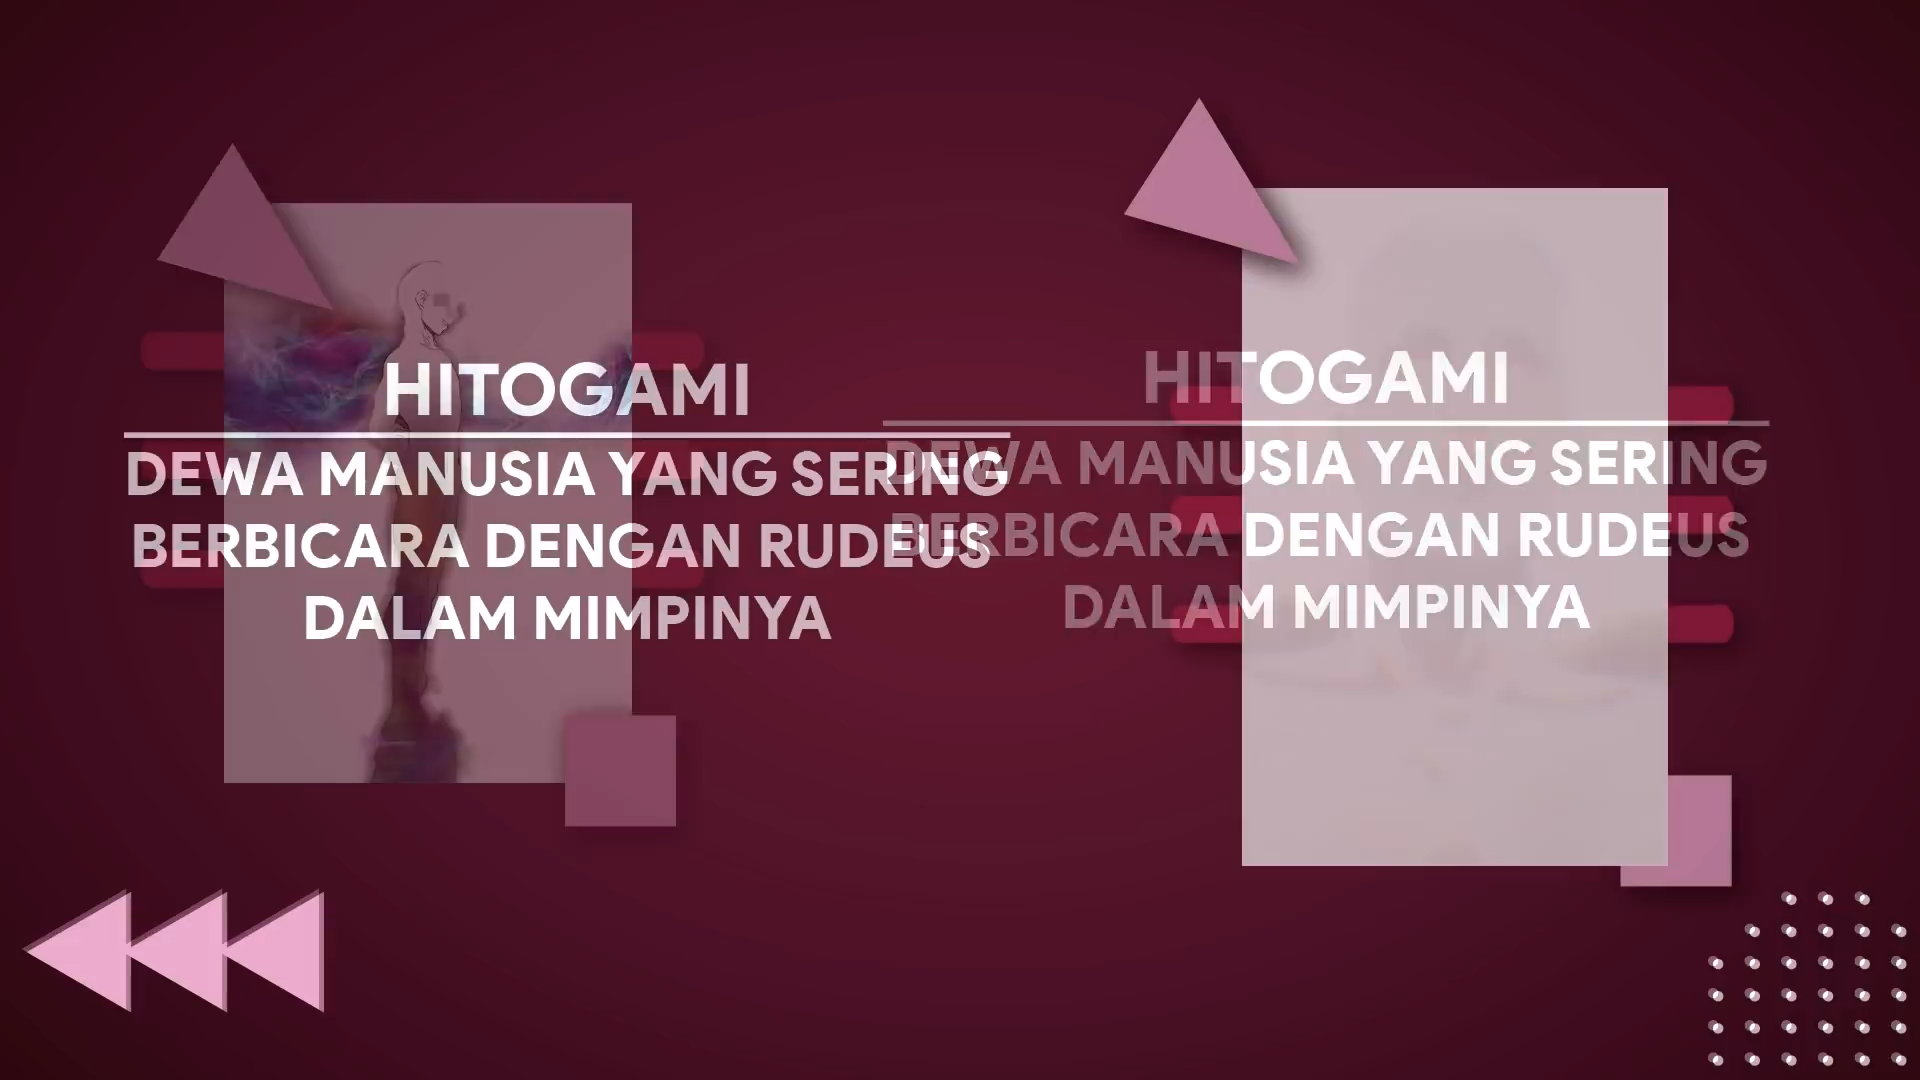 HITOGAMI
DEWA MANUSIA YANG SERING
BERBICARA DENGAN RUDEUS
DALAM MIMPINYA
HITOGAMI
DEWA MANUSIA YANG SERING
BERBICARA DENGAN RUDEUS
DALAM MIMPINYA